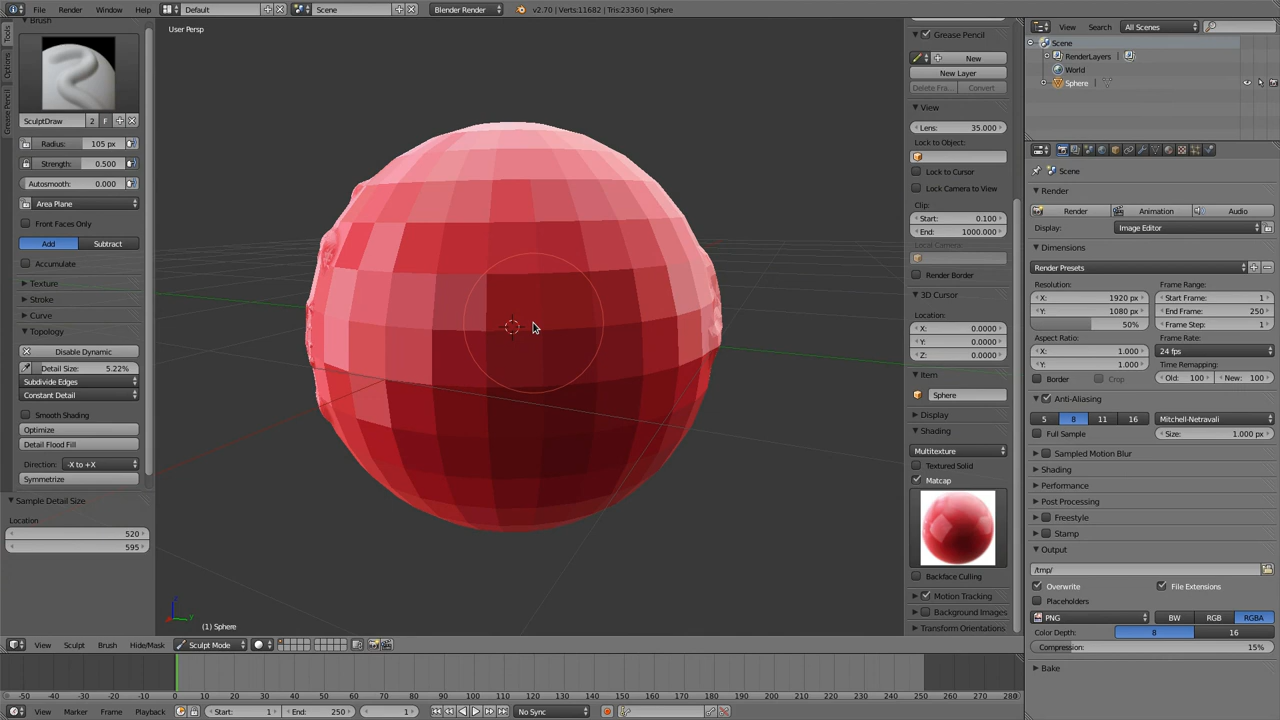 File Render Window Help Default Scene Blender Render v2.70 | Verts:11682 | Tris:23360 | Sphere
Tools
Options
Grease Pencil
Brush
SculptDraw 2 F
Radius: 105 px
Strength: 0.500
Autosmooth: 0.000
Area Plane
Front Faces Only
Add Subtract
Accumulate
Texture
Stroke
Curve
Topology
Disable Dynamic
Detail Size: 5.22%
Subdivide Edges
Constant Detail
Smooth Shading
Optimize
Detail Flood Fill
Direction: -X to +X
Symmetrize
Sample Detail Size
Location
520
595
User Persp
(1) Sphere
Grease Pencil
New
New Layer
Delete Fra... Convert
View
Lens: 35.000
Lock to Object:
Lock to Cursor
Lock Camera to View
Clip:
Start: 0.100
End: 1000.000
Local Camera:
Render Border
3D Cursor
Location:
X: 0.0000
Y: 0.0000
Z: 0.0000
Item
Sphere
Display
Shading
Multitexture
Textured Solid
Matcap
Backface Culling
Motion Tracking
Background Images
Transform Orientations
View Search All Scenes
Scene
RenderLayers
World
Sphere
Scene
Render
Render Animation Audio
Display: Image Editor
Dimensions
Render Presets
Resolution: Frame Range:
X: 1920 px Start Frame: 1
Y: 1080 px End Frame: 250
50% Frame Step: 1
Aspect Ratio: Frame Rate:
X: 1.000 24 fps
Y: 1.000 Time Remapping:
Border Crop Old: 100 New: 100
Anti-Aliasing
5 8 11 16 Mitchell-Netravali
Full Sample Size: 1.000 px
Sampled Motion Blur
Shading
Performance
Post Processing
Freestyle
Stamp
Output
/tmp/
Overwrite File Extensions
Placeholders
PNG BW RGB RGBA
Color Depth: 8 16
Compression: 15%
Bake
View Sculpt Brush Hide/Mask Sculpt Mode
-50 -40 -30 -20 -10 0 10 20 30 40 50 60 70 80 90 100 110 120 130 140 150 160 170 180 190 200 210 220 230 240 250 260 270 280
View Marker Frame Playback Start: 1 End: 250 1 No Sync